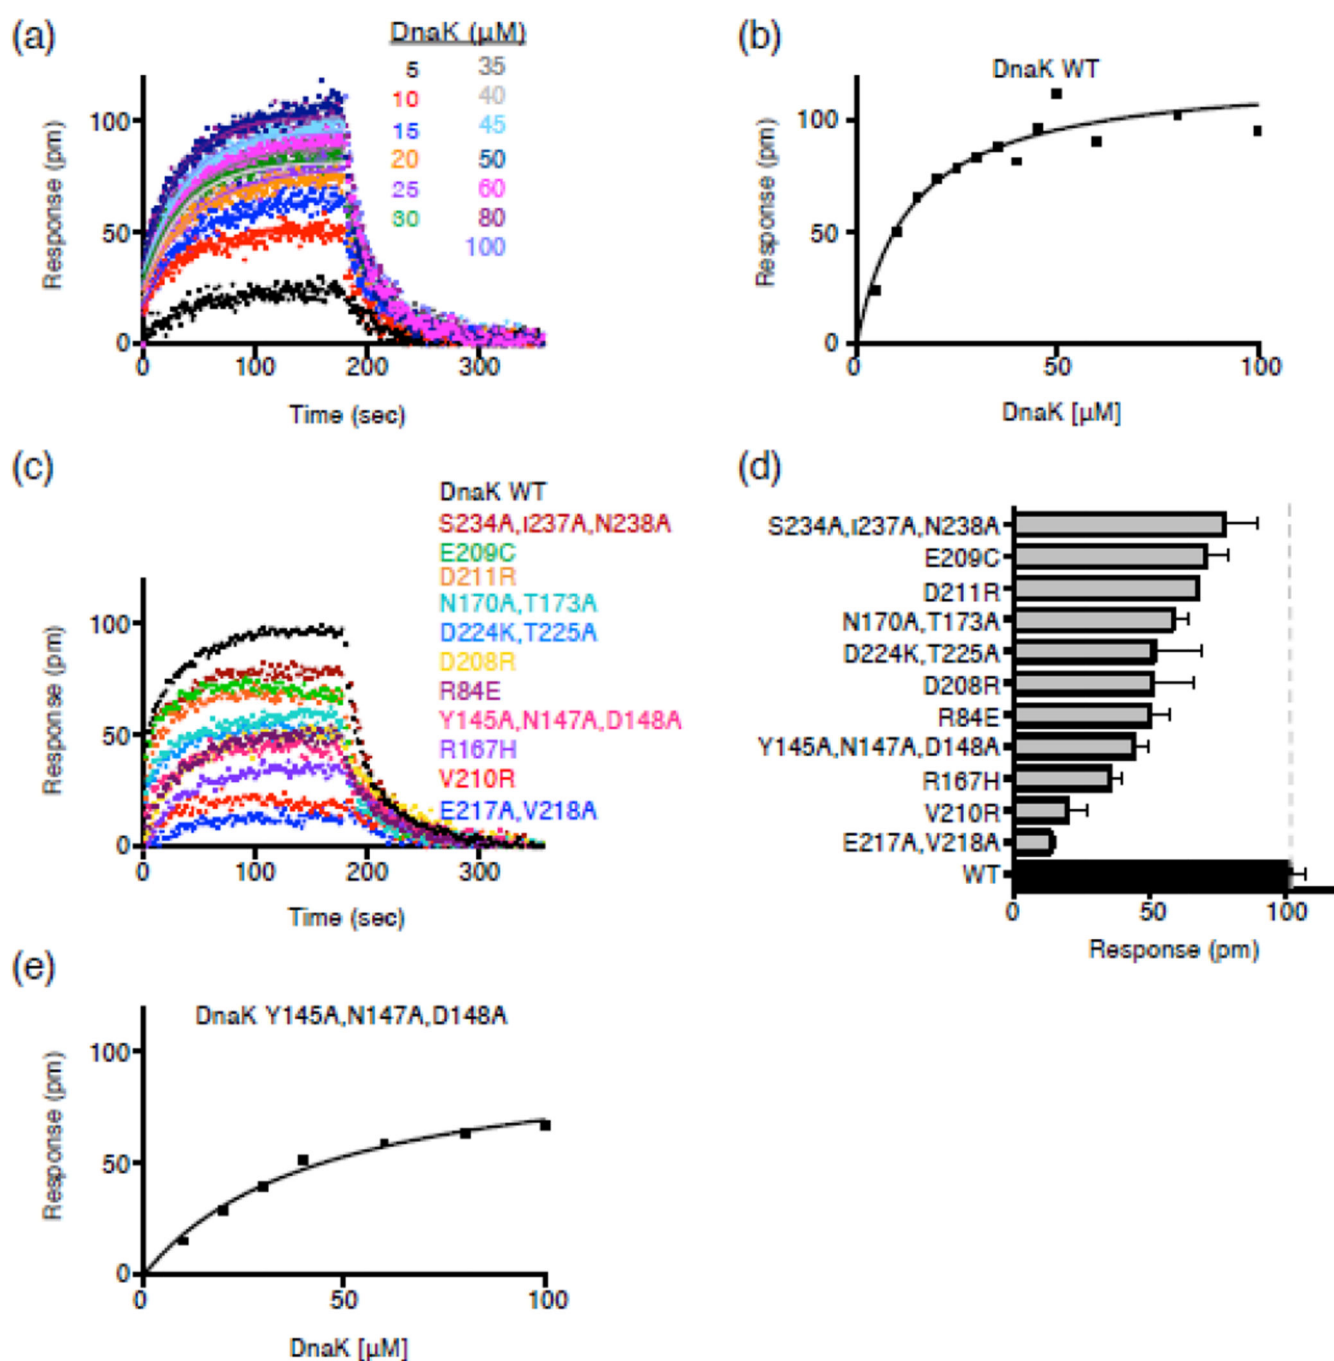 (a)
DnaK (µM)
5 35
10 40
15 45
20 50
25 60
30 80
100
Response (pm)
100
50
0
0 100 200 300
Time (sec)
(b)
DnaK WT
Response (pm)
100
50
0
0 50 100
DnaK [µM]
(c)
DnaK WT
S234A,I237A,N238A
E209C
D211R
N170A,T173A
D224K,T225A
D208R
R84E
Y145A,N147A,D148A
R167H
V210R
E217A,V218A
Response (pm)
100
50
0
0 100 200 300
Time (sec)
(d)
S234A,I237A,N238A
E209C
D211R
N170A,T173A
D224K,T225A
D208R
R84E
Y145A,N147A,D148A
R167H
V210R
E217A,V218A
WT
0 50 100
Response (pm)
(e)
DnaK Y145A,N147A,D148A
Response (pm)
100
50
0
0 50 100
DnaK [µM]